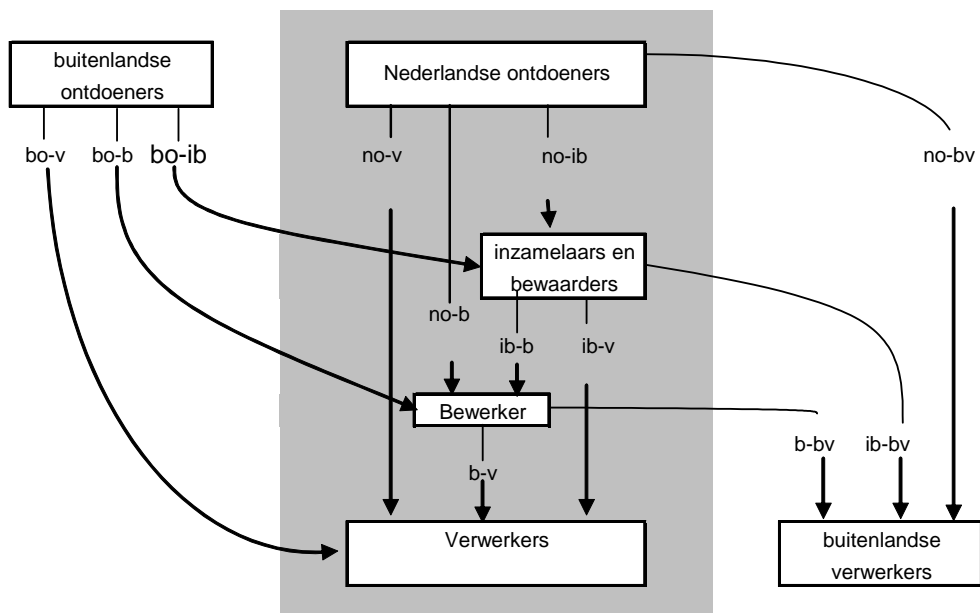 buitenlandse
ontdoeners
Nederlandse ontdoeners
bo-v
bo-b
bo-ib
no-v
no-ib
no-bv
inzamelaars en
bewaarders
no-b
ib-b
ib-v
Bewerker
b-bv
ib-bv
b-v
Verwerkers
buitenlandse
verwerkers